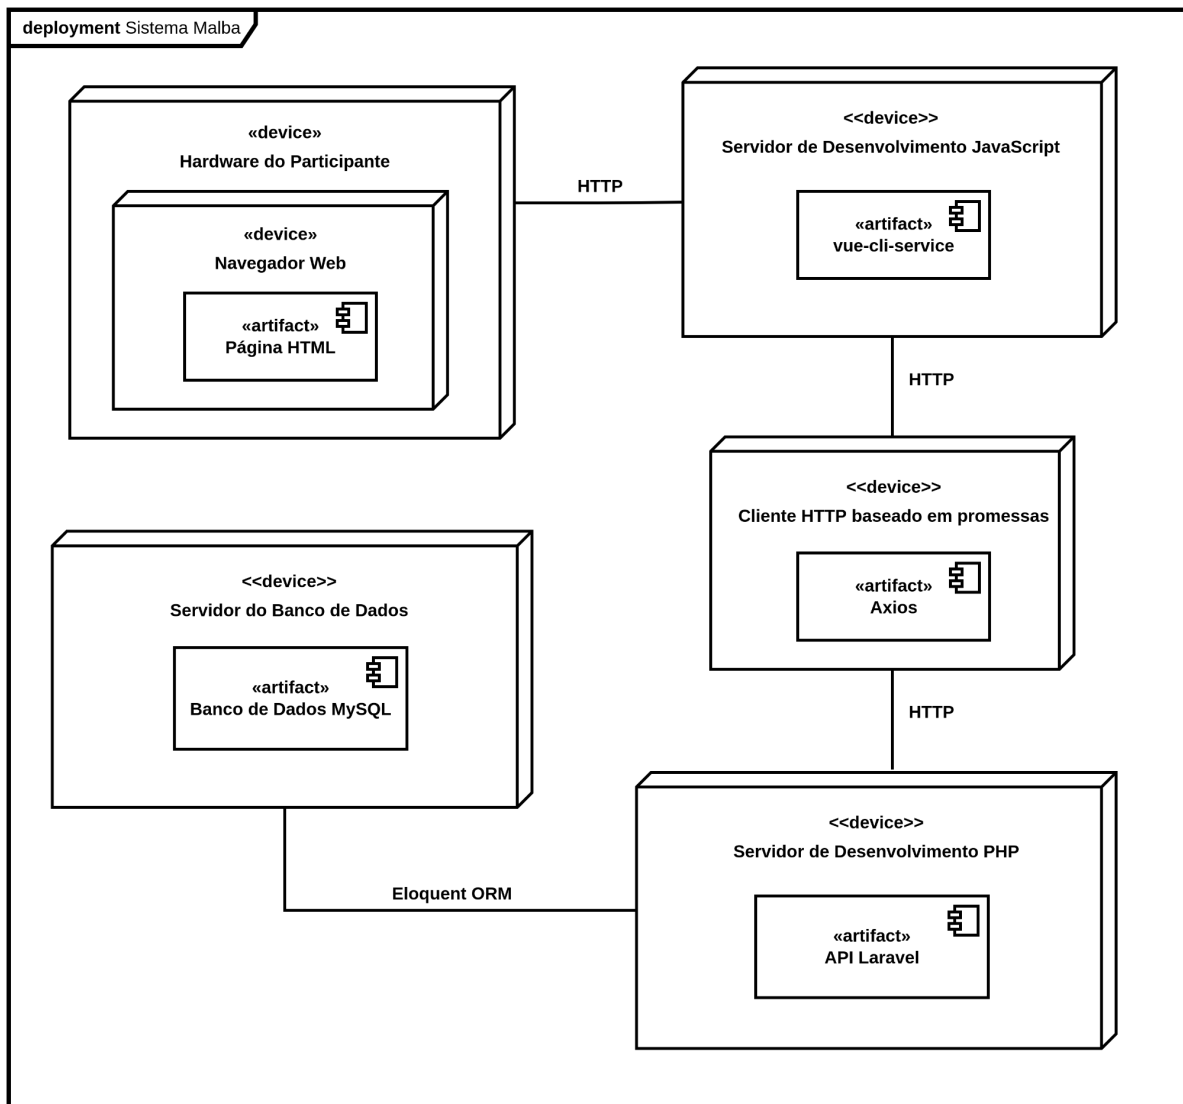 deployment Sistema Malba
«device»
Hardware do Participante
«device»
Navegador Web
«artifact»
Página HTML
HTTP
<<device>>
Servidor de Desenvolvimento JavaScript
«artifact»
vue-cli-service
HTTP
<<device>>
Cliente HTTP baseado em promessas
«artifact»
Axios
HTTP
<<device>>
Servidor do Banco de Dados
«artifact»
Banco de Dados MySQL
Eloquent ORM
<<device>>
Servidor de Desenvolvimento PHP
«artifact»
API Laravel